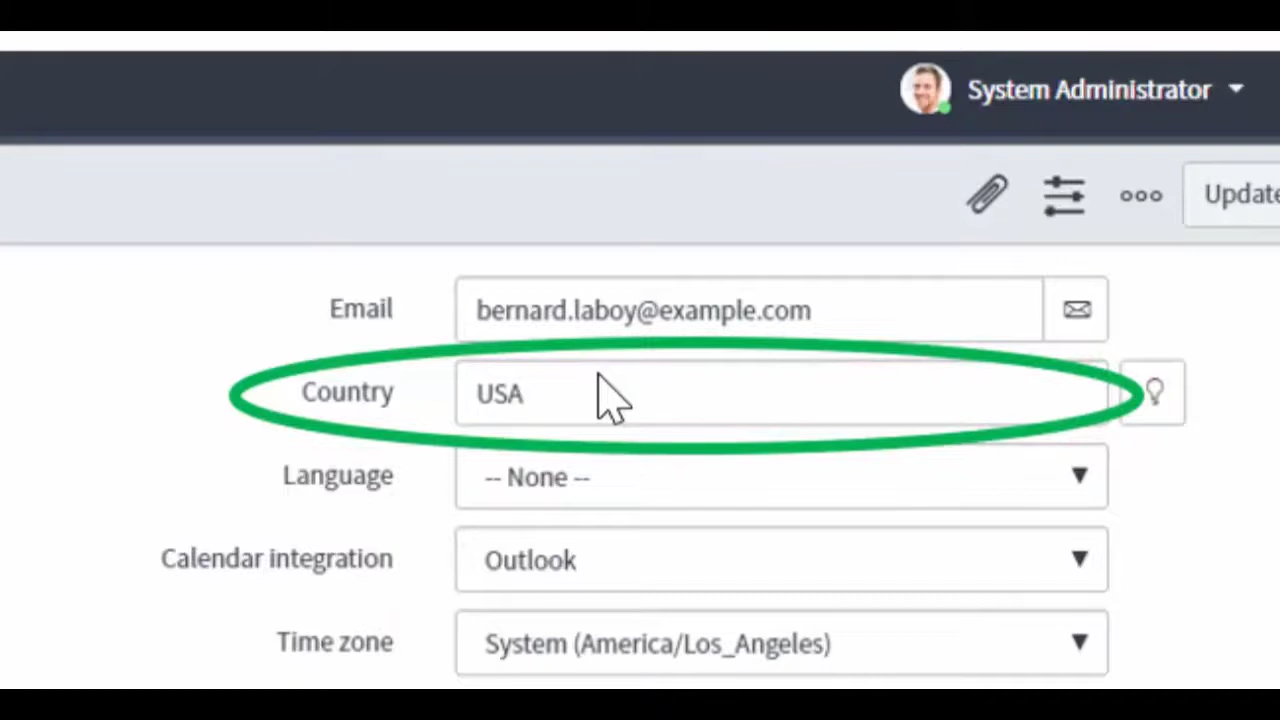 System Administrator
Update
Email bernard.laboy@example.com
Country USA
Language -- None --
Calendar integration Outlook
Time zone System (America/Los_Angeles)